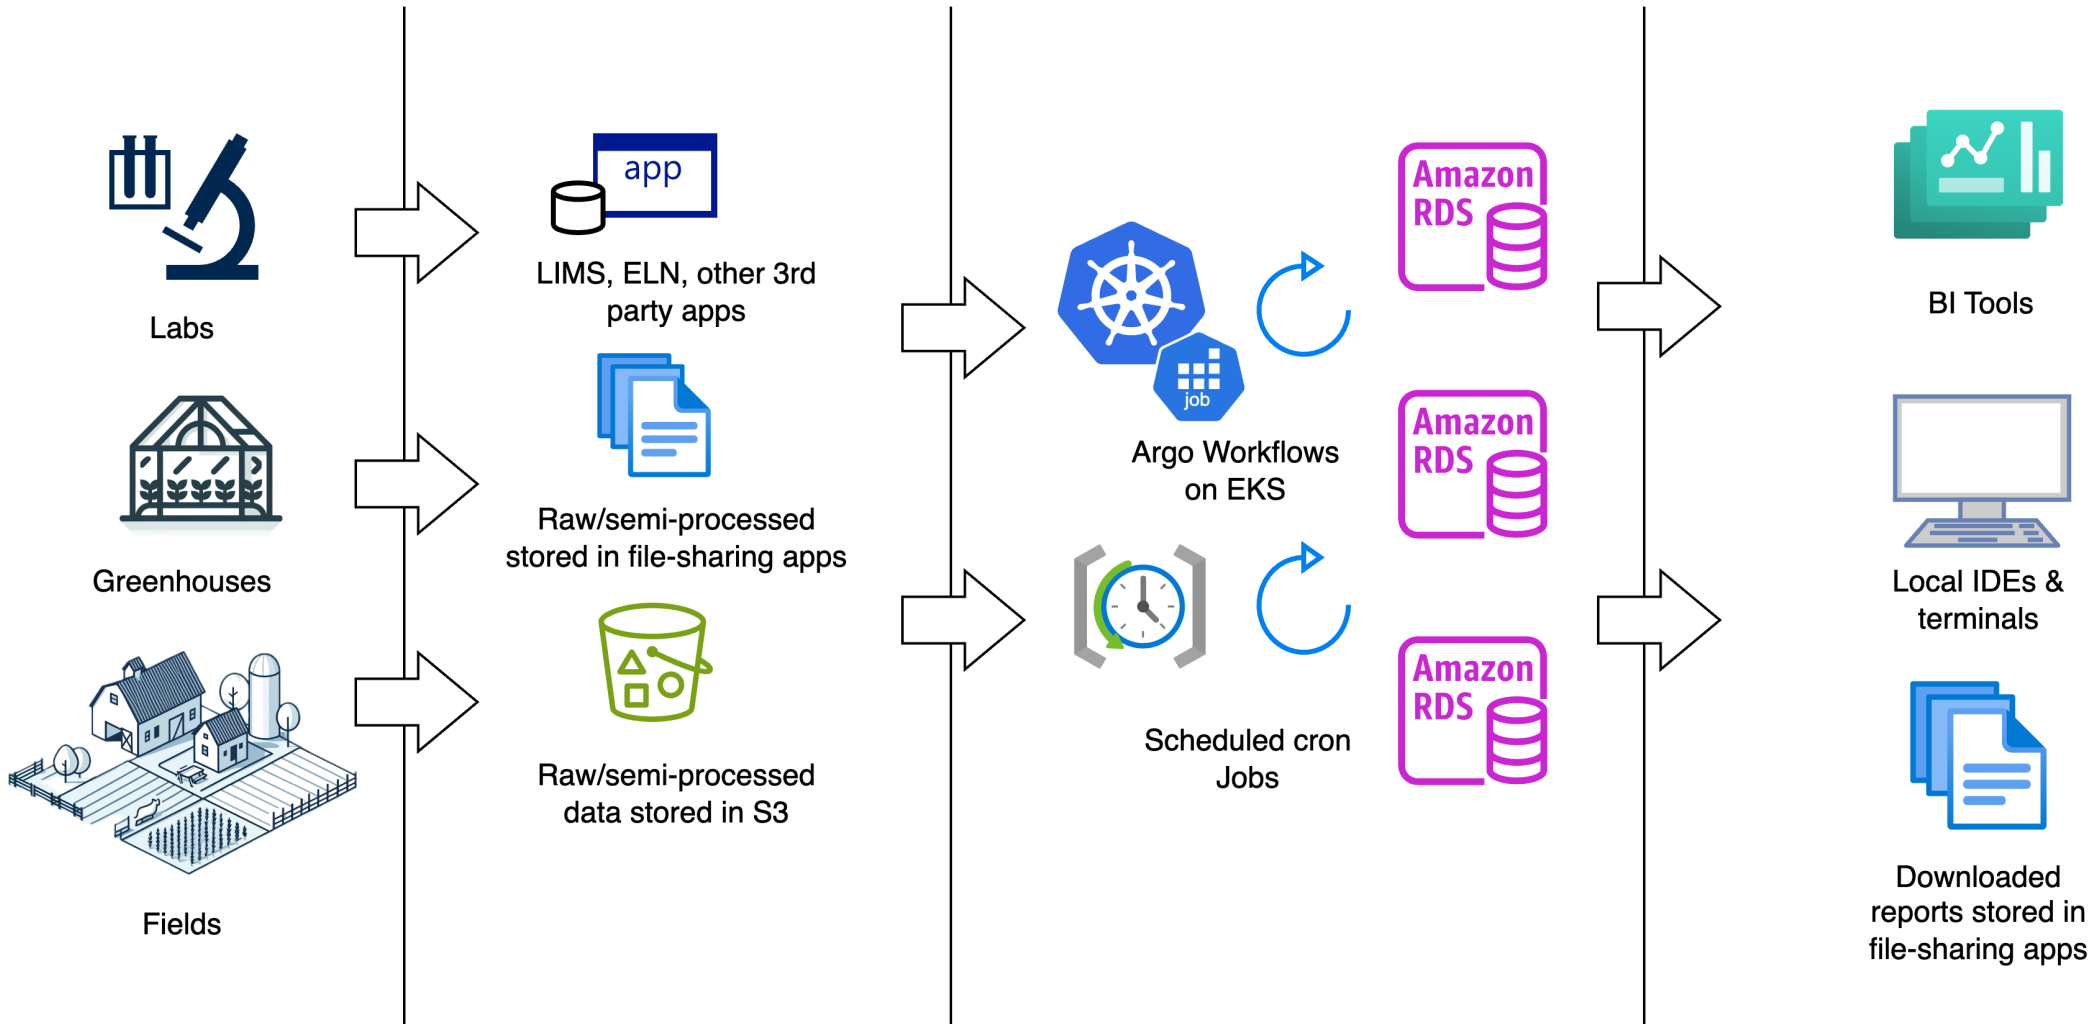 Labs
Greenhouses
Fields
app
LIMS, ELN, other 3rd
party apps
Raw/semi-processed
stored in file-sharing apps
Raw/semi-processed
data stored in S3
job
Argo Workflows
on EKS
Scheduled cron
Jobs
Amazon
RDS
Amazon
RDS
Amazon
RDS
BI Tools
Local IDEs &
terminals
Downloaded
reports stored in
file-sharing apps